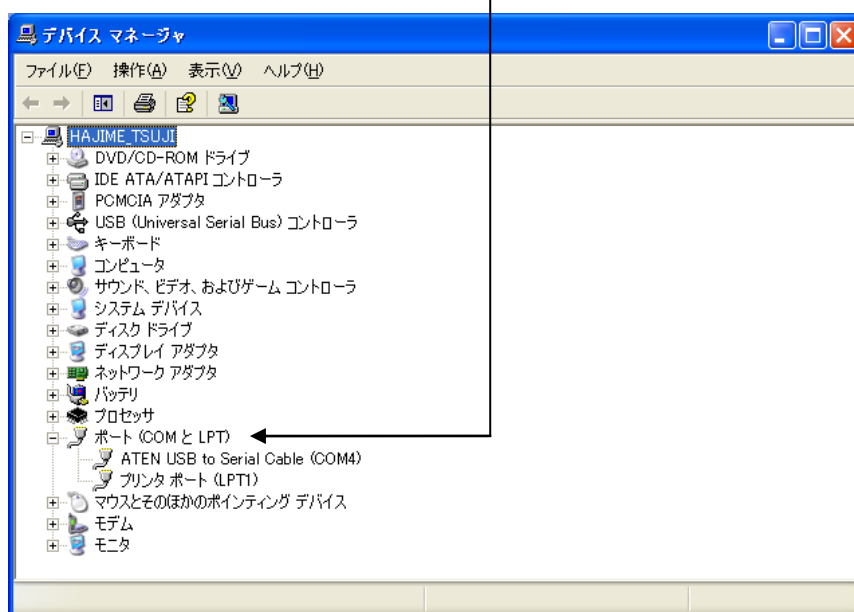 デバイス マネージャ
ファイル(F) 操作(A) 表示(V) ヘルプ(H)
HAJIME_TSUJI
DVD/CD-ROM ドライブ
IDE ATA/ATAPI コントローラ
PCMCIA アダプタ
USB (Universal Serial Bus) コントローラ
キーボード
コンピュータ
サウンド、ビデオ、およびゲーム コントローラ
システム デバイス
ディスク ドライブ
ディスプレイ アダプタ
ネットワーク アダプタ
バッテリ
プロセッサ
ポート (COM と LPT)
ATEN USB to Serial Cable (COM4)
プリンタ ポート (LPT1)
マウスとそのほかのポインティング デバイス
モデム
モニタ